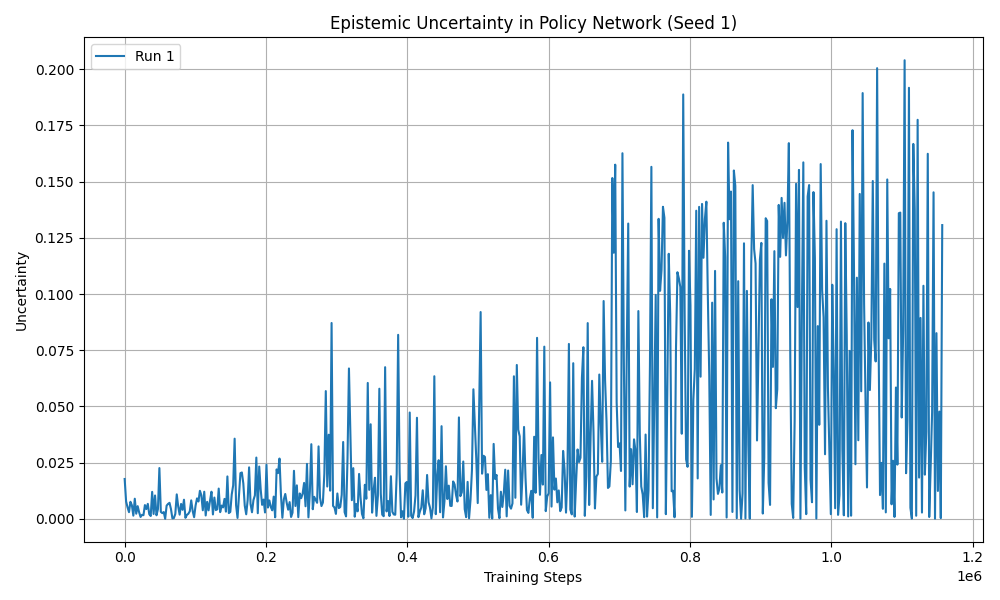 Epistemic Uncertainty in Policy Network (Seed 1)
Run 1
0.200
0.175
0.150
0.125
0.100
0.075
0.050
0.025
0.000
Uncertainty
0.0 0.2 0.4 0.6 0.8 1.0 1.2
1e6
Training Steps